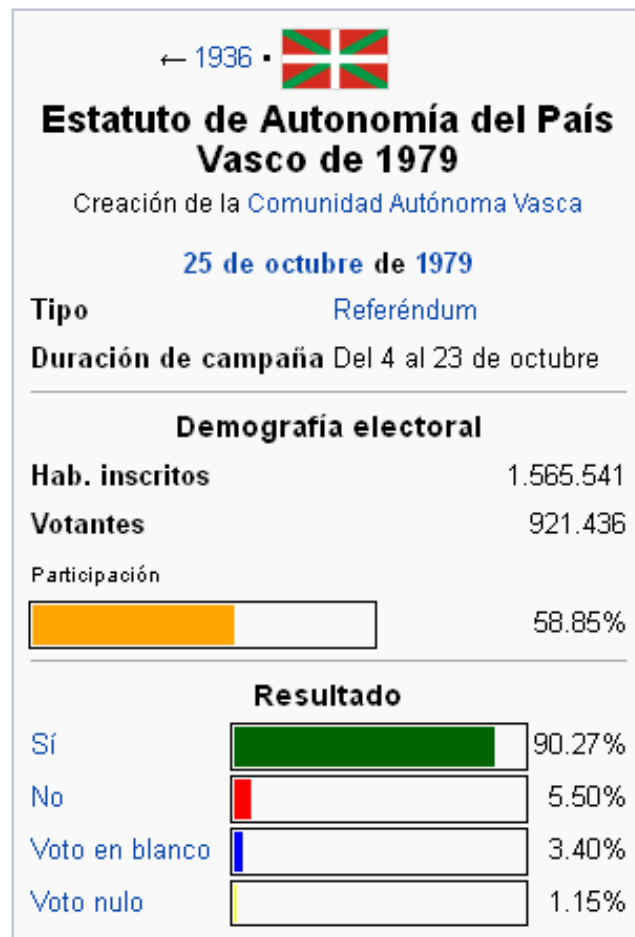 ← 1936 ▪
Estatuto de Autonomía del País
Vasco de 1979
Creación de la Comunidad Autónoma Vasca
25 de octubre de 1979
Tipo Referéndum
Duración de campaña Del 4 al 23 de octubre
Demografía electoral
Hab. inscritos 1.565.541
Votantes 921.436
Participación
58.85%
Resultado
Sí 90.27%
No 5.50%
Voto en blanco 3.40%
Voto nulo 1.15%